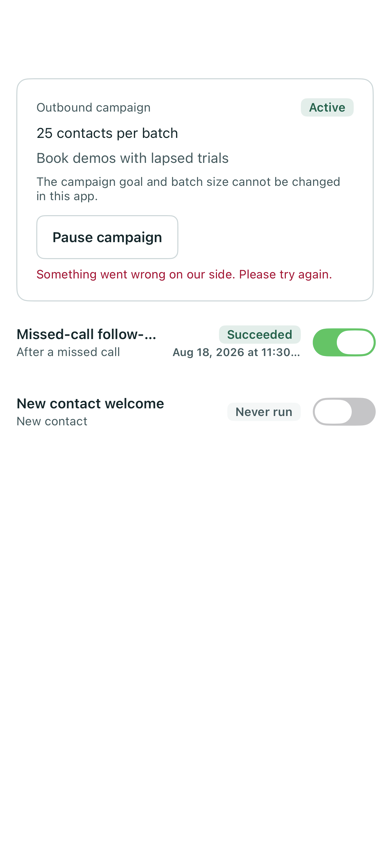 Outbound campaign
Active
25 contacts per batch
Book demos with lapsed trials
The campaign goal and batch size cannot be changed
in this app.
Pause campaign
Something went wrong on our side. Please try again.
Missed-call follow-...
Succeeded
After a missed call
Aug 18, 2026 at 11:30...
New contact welcome
Never run
New contact